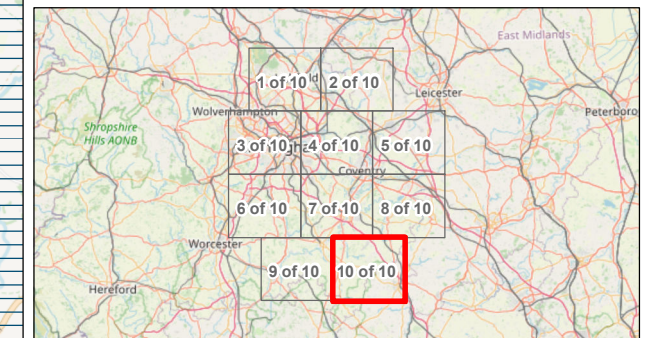 East Midlands
1 of 10 ld 2 of 10
Leicester
Wolverhampton
Peterboro
Shropshire
Hills AONB
3 of 10 gha 4 of 10 5 of 10
Coventry
6 of 10 7 of 10 8 of 10
Worcester
9 of 10 10 of 10
Hereford